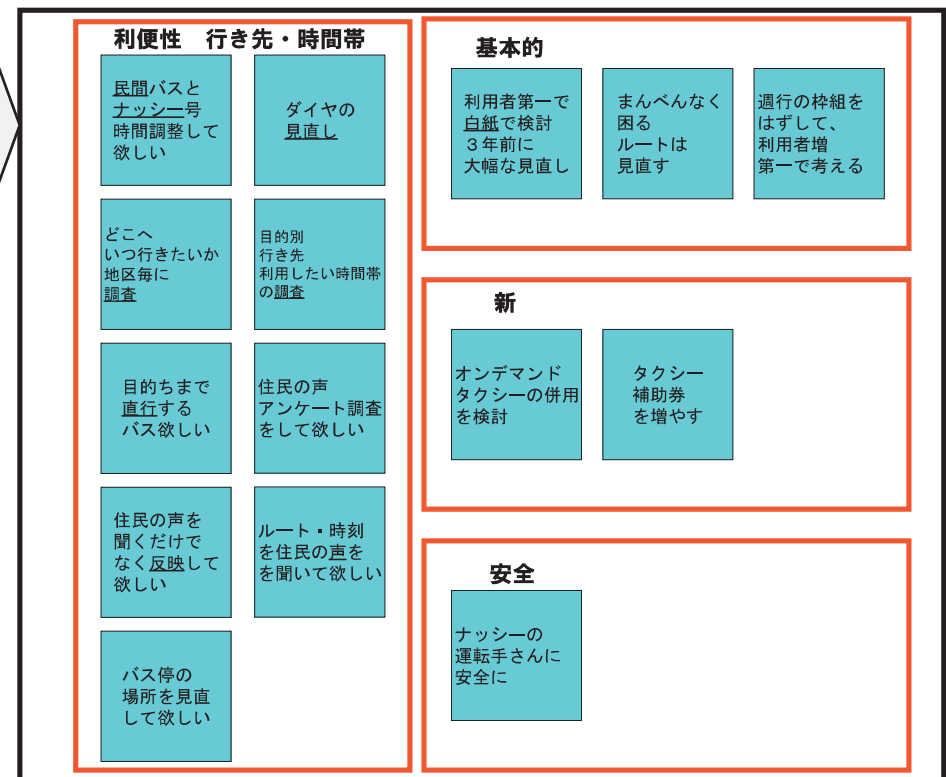 利便性 行き先・時間帯
民間バスと
ナッシー号
時間調整して
欲しい
ダイヤの
見直し
どこへ
いつ行きたいか
地区毎に
調査
目的別
行き先
利用したい時間帯
の調査
目的ちまで
直行する
バス欲しい
住民の声
アンケート調査
をして欲しい
住民の声を
聞くだけで
なく反映して
欲しい
ルート・時刻
を住民の声を
を聞いて欲しい
バス停の
場所を見直
して欲しい
基本的
利用者第一で
白紙で検討
３年前に
大幅な見直し
まんべんなく
困る
ルートは
見直す
週行の枠組を
はずして、
利用者増
第一で考える
新
オンデマンド
タクシーの併用
を検討
タクシー
補助券
を増やす
安全
ナッシーの
運転手さんに
安全に